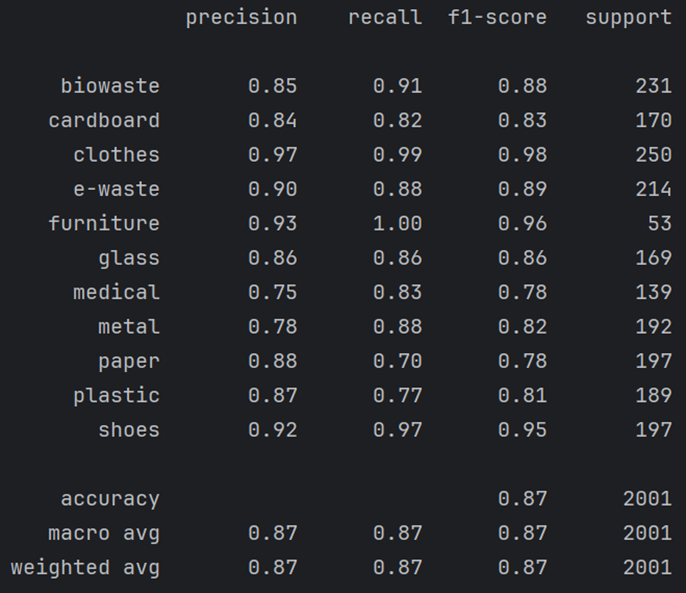 precision recall f1-score support
biowaste 0.85 0.91 0.88 231
cardboard 0.84 0.82 0.83 170
clothes 0.97 0.99 0.98 250
e-waste 0.90 0.88 0.89 214
furniture 0.93 1.00 0.96 53
glass 0.86 0.86 0.86 169
medical 0.75 0.83 0.78 139
metal 0.78 0.88 0.82 192
paper 0.88 0.70 0.78 197
plastic 0.87 0.77 0.81 189
shoes 0.92 0.97 0.95 197
accuracy 0.87 2001
macro avg 0.87 0.87 0.87 2001
weighted avg 0.87 0.87 0.87 2001